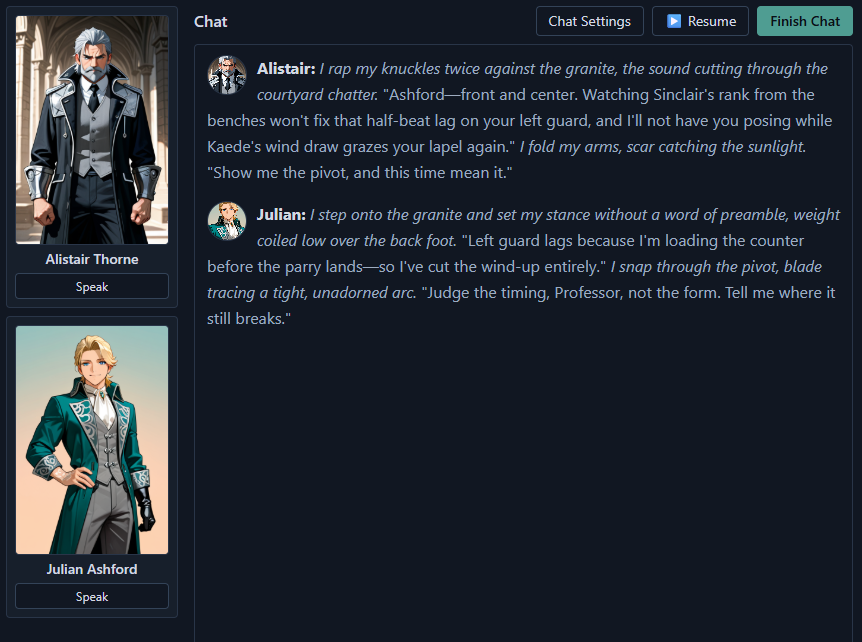 Chat
Chat Settings
Resume
Finish Chat
Alistair: I rap my knuckles twice against the granite, the sound cutting through the
courtyard chatter. "Ashford—front and center. Watching Sinclair's rank from the
benches won't fix that half-beat lag on your left guard, and I'll not have you posing while
Kaede's wind draw grazes your lapel again." I fold my arms, scar catching the sunlight.
"Show me the pivot, and this time mean it."
Julian: I step onto the granite and set my stance without a word of preamble, weight
coiled low over the back foot. "Left guard lags because I'm loading the counter
before the parry lands—so I've cut the wind-up entirely." I snap through the pivot, blade
tracing a tight, unadorned arc. "Judge the timing, Professor, not the form. Tell me where it
still breaks."
Alistair Thorne
Speak
Julian Ashford
Speak